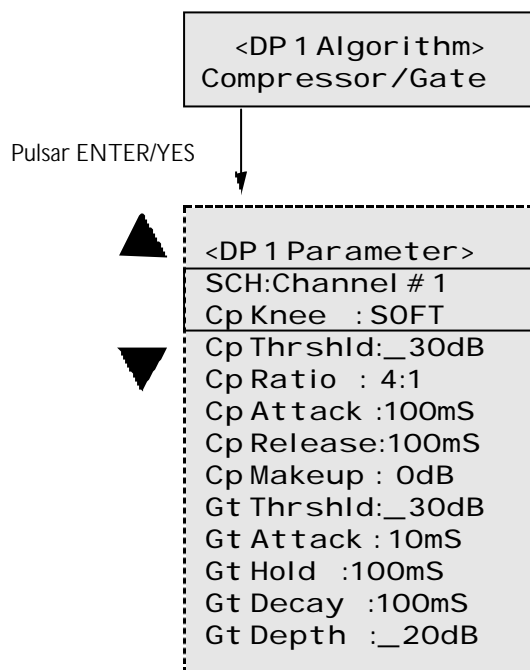 <DP 1 Algorithm>
Compressor/Gate
Pulsar ENTER/YES
<DP 1 Parameter>
SCH:Channel # 1
Cp Knee : SOFT
Cp Thrshld:_30dB
Cp Ratio : 4:1
Cp Attack :100mS
Cp Release:100mS
Cp Makeup : 0dB
Gt Thrshld:_30dB
Gt Attack : 10mS
Gt Hold :100mS
Gt Decay :100mS
Gt Depth :_20dB